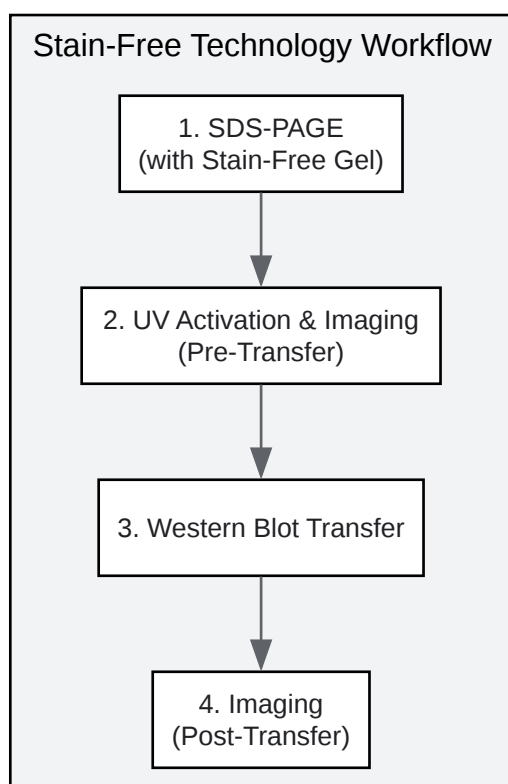 Stain-Free Technology Workflow
1. SDS-PAGE
(with Stain-Free Gel)
2. UV Activation & Imaging
(Pre-Transfer)
3. Western Blot Transfer
4. Imaging
(Post-Transfer)